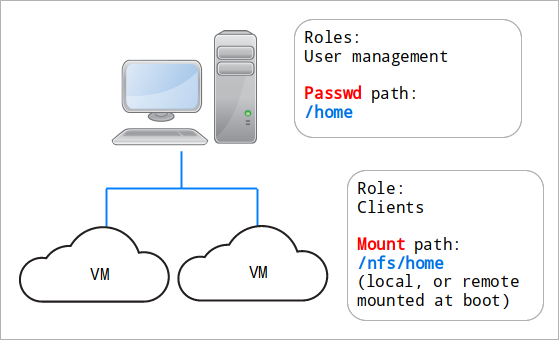 Roles:
User management
Passwd path:
/home
Role:
Clients
Mount path:
/nfs/home
(local, or remote
mounted at boot)
VM
VM